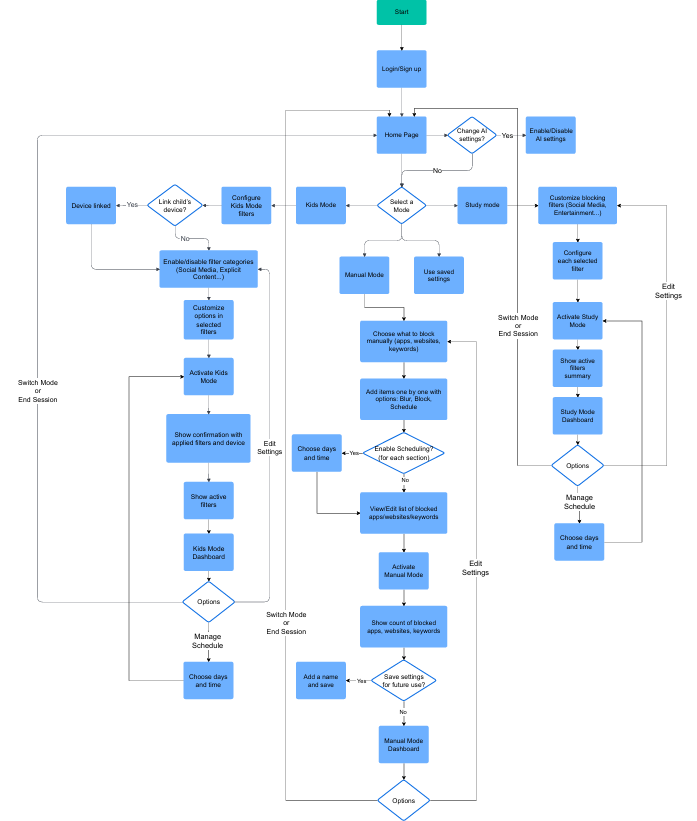 Start
Login/Sign up
Home Page
Change AI
settings?
Yes
Enable/Disable
AI settings
No
Device linked
Yes
Link child's
device?
Configure
Kids Mode
filters
Kids Mode
Select a
Mode
Study mode
Customize blocking
filters (Social Media,
Entertainment...)
No
Enable/disable filter categories
(Social Media, Explicit
Content...)
Manual Mode
Use saved
settings
Configure
each selected
filter
Edit
Settings
Customize
options in
selected
filters
Choose what to block
manually (apps, websites,
keywords)
Switch Mode
or
End Session
Activate Study
Mode
Switch Mode
or
End Session
Activate Kids
Mode
Add items one by one with
options: Blur, Block,
Schedule
Show active
filters
summary
Study Mode
Dashboard
Show confirmation with
applied filters and device
Edit
Settings
Choose days
and time
Yes
Enable Scheduling?
(for each section)
No
Options
Manage
Schedule
Show active
filters
View/Edit list of blocked
apps/websites/keywords
Choose days
and time
Kids Mode
Dashboard
Activate
Manual Mode
Edit
Settings
Options
Switch Mode
or
End Session
Show count of blocked
apps, websites, keywords
Manage
Schedule
Choose days
and time
Add a name
and save
Yes
Save settings
for future use?
No
Manual Mode
Dashboard
Options